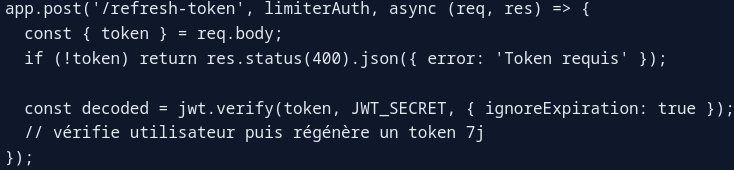 app.post('/refresh-token', limiterAuth, async (req, res) => {
  const { token } = req.body;
  if (!token) return res.status(400).json({ error: 'Token requis' });

  const decoded = jwt.verify(token, JWT_SECRET, { ignoreExpiration: true });
  // vérifie utilisateur puis régénère un token 7j
});